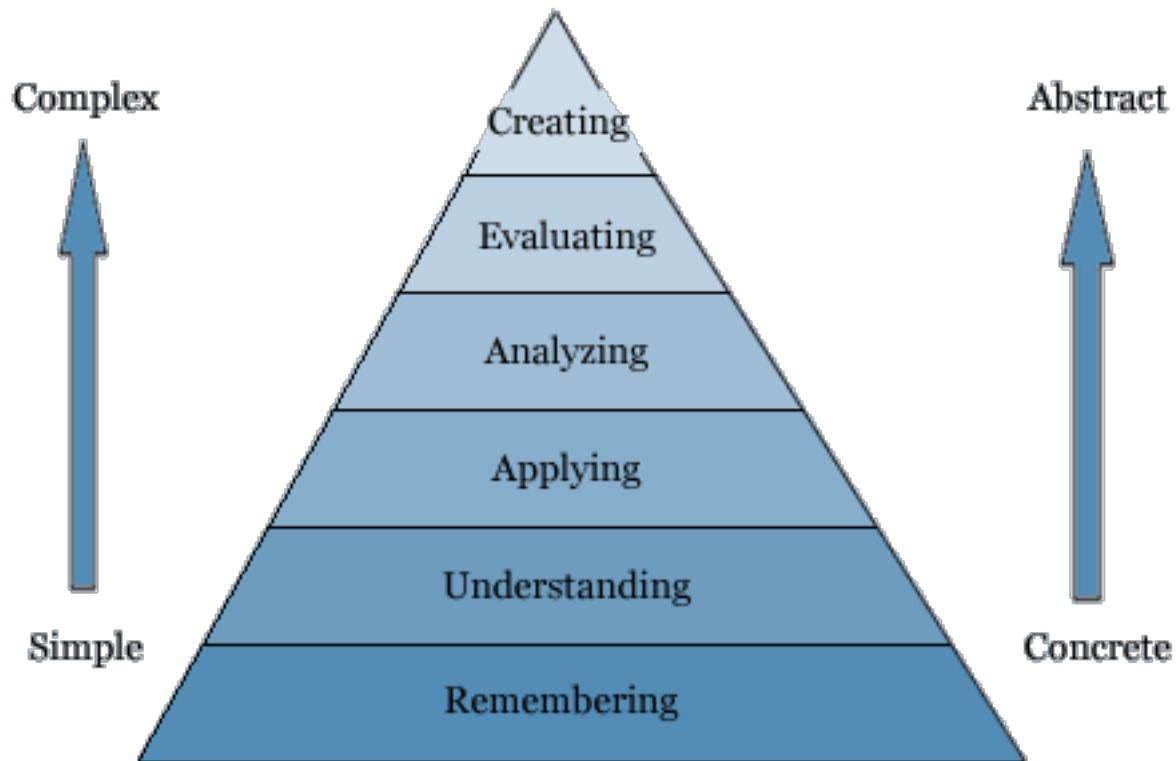 Complex
Abstract
Creating
Evaluating
Analyzing
Applying
Understanding
Simple
Concrete
Remembering